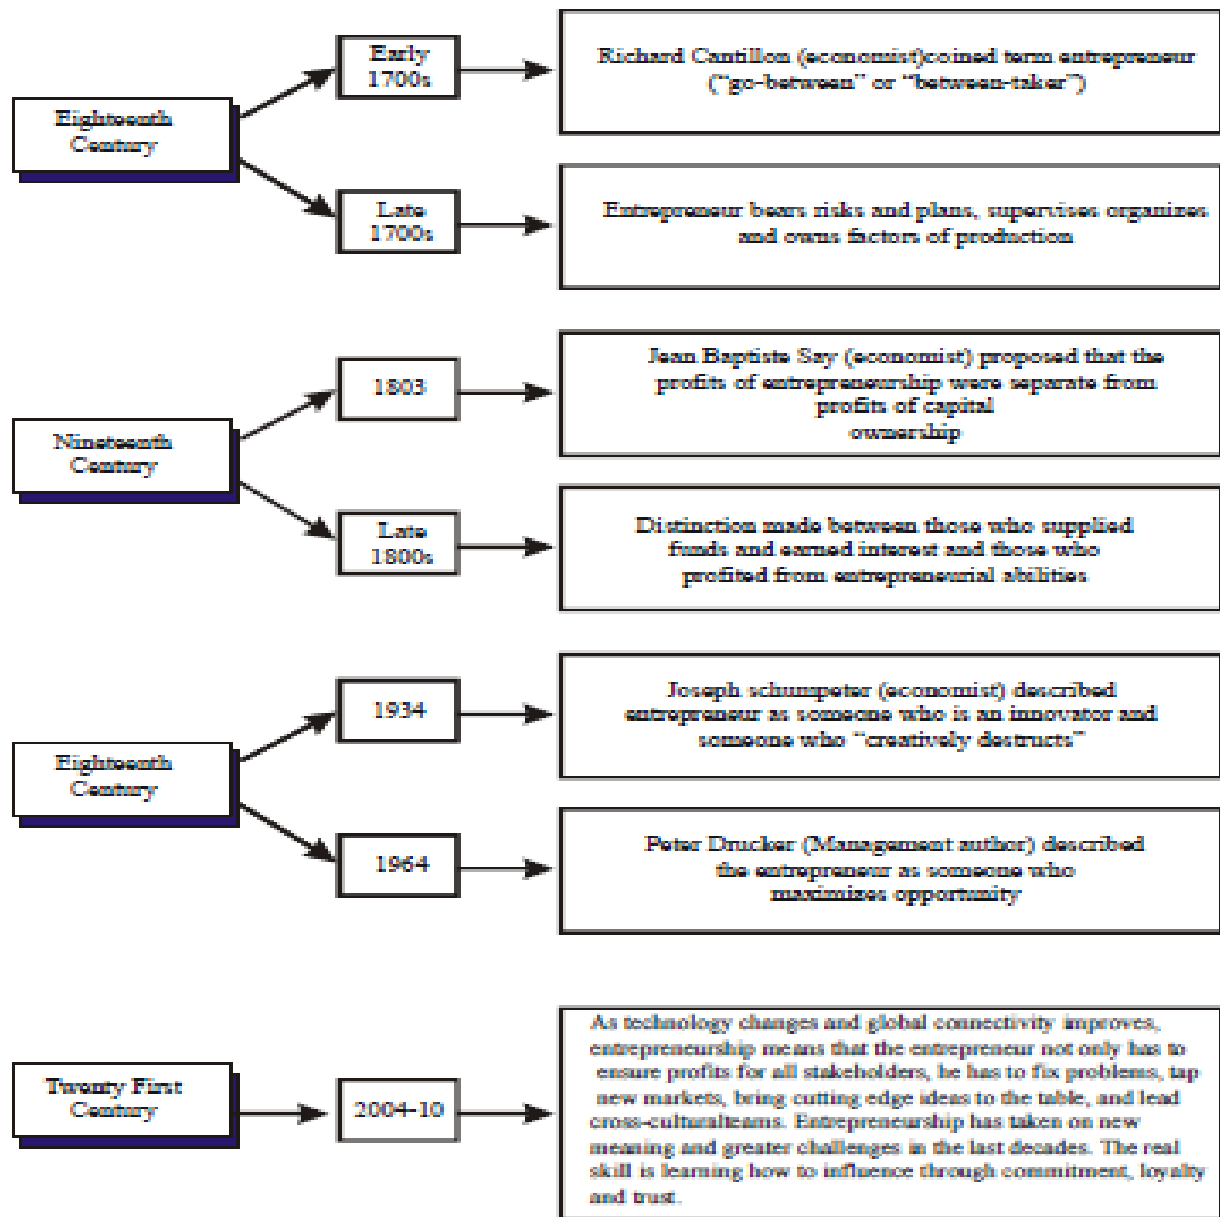 Eighteenth
Century
Early
1700s
Richard Cantillon (economist)coined term entrepreneur
(“go-between” or “between-taker”)
Late
1700s
Entrepreneur bears risks and plans, supervises organizes
and owns factors of production
Nineteenth
Century
1803
Jean Baptiste Say (economist) proposed that the
profits of entrepreneurship were separate from
profits of capital
ownership
Late
1800s
Distinction made between those who supplied
funds and earned interest and those who
profited from entrepreneurial abilities
Eighteenth
Century
1934
Joseph schumpeter (economist) described
entrepreneur as someone who is an innovator and
someone who “creatively destructs”
1964
Peter Drucker (Management author) described
the entrepreneur as someone who
maximizes opportunity
Twenty First
Century
2004-10
As technology changes and global connectivity improves,
entrepreneurship means that the entrepreneur not only has to
ensure profits for all stakeholders, he has to fix problems, tap
new markets, bring cutting edge ideas to the table, and lead
cross-culturalteams. Entrepreneurship has taken on new
meaning and greater challenges in the last decades. The real
skill is learning how to influence through commitment, loyalty
and trust.